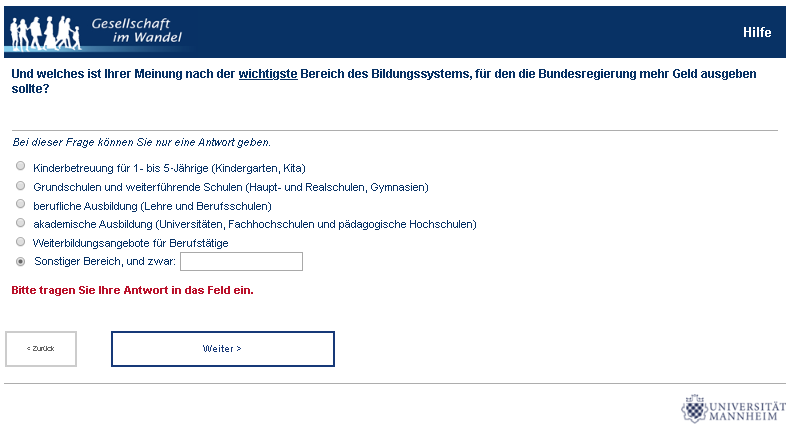 Gesellschaft
im Wandel
Hilfe
Und welches ist Ihrer Meinung nach der wichtigste Bereich des Bildungssystems, für den die Bundesregierung mehr Geld ausgeben
sollte?
Bei dieser Frage können Sie nur eine Antwort geben.
Kinderbetreuung für 1- bis 5-Jährige (Kindergarten, Kita)
Grundschulen und weiterführende Schulen (Haupt- und Realschulen, Gymnasien)
berufliche Ausbildung (Lehre und Berufsschulen)
akademische Ausbildung (Universitäten, Fachhochschulen und pädagogische Hochschulen)
Weiterbildungsangebote für Berufstätige
Sonstiger Bereich, und zwar:
Bitte tragen Sie Ihre Antwort in das Feld ein.
< Zurück
Weiter >
UNIVERSITÄT
MANNHEIM